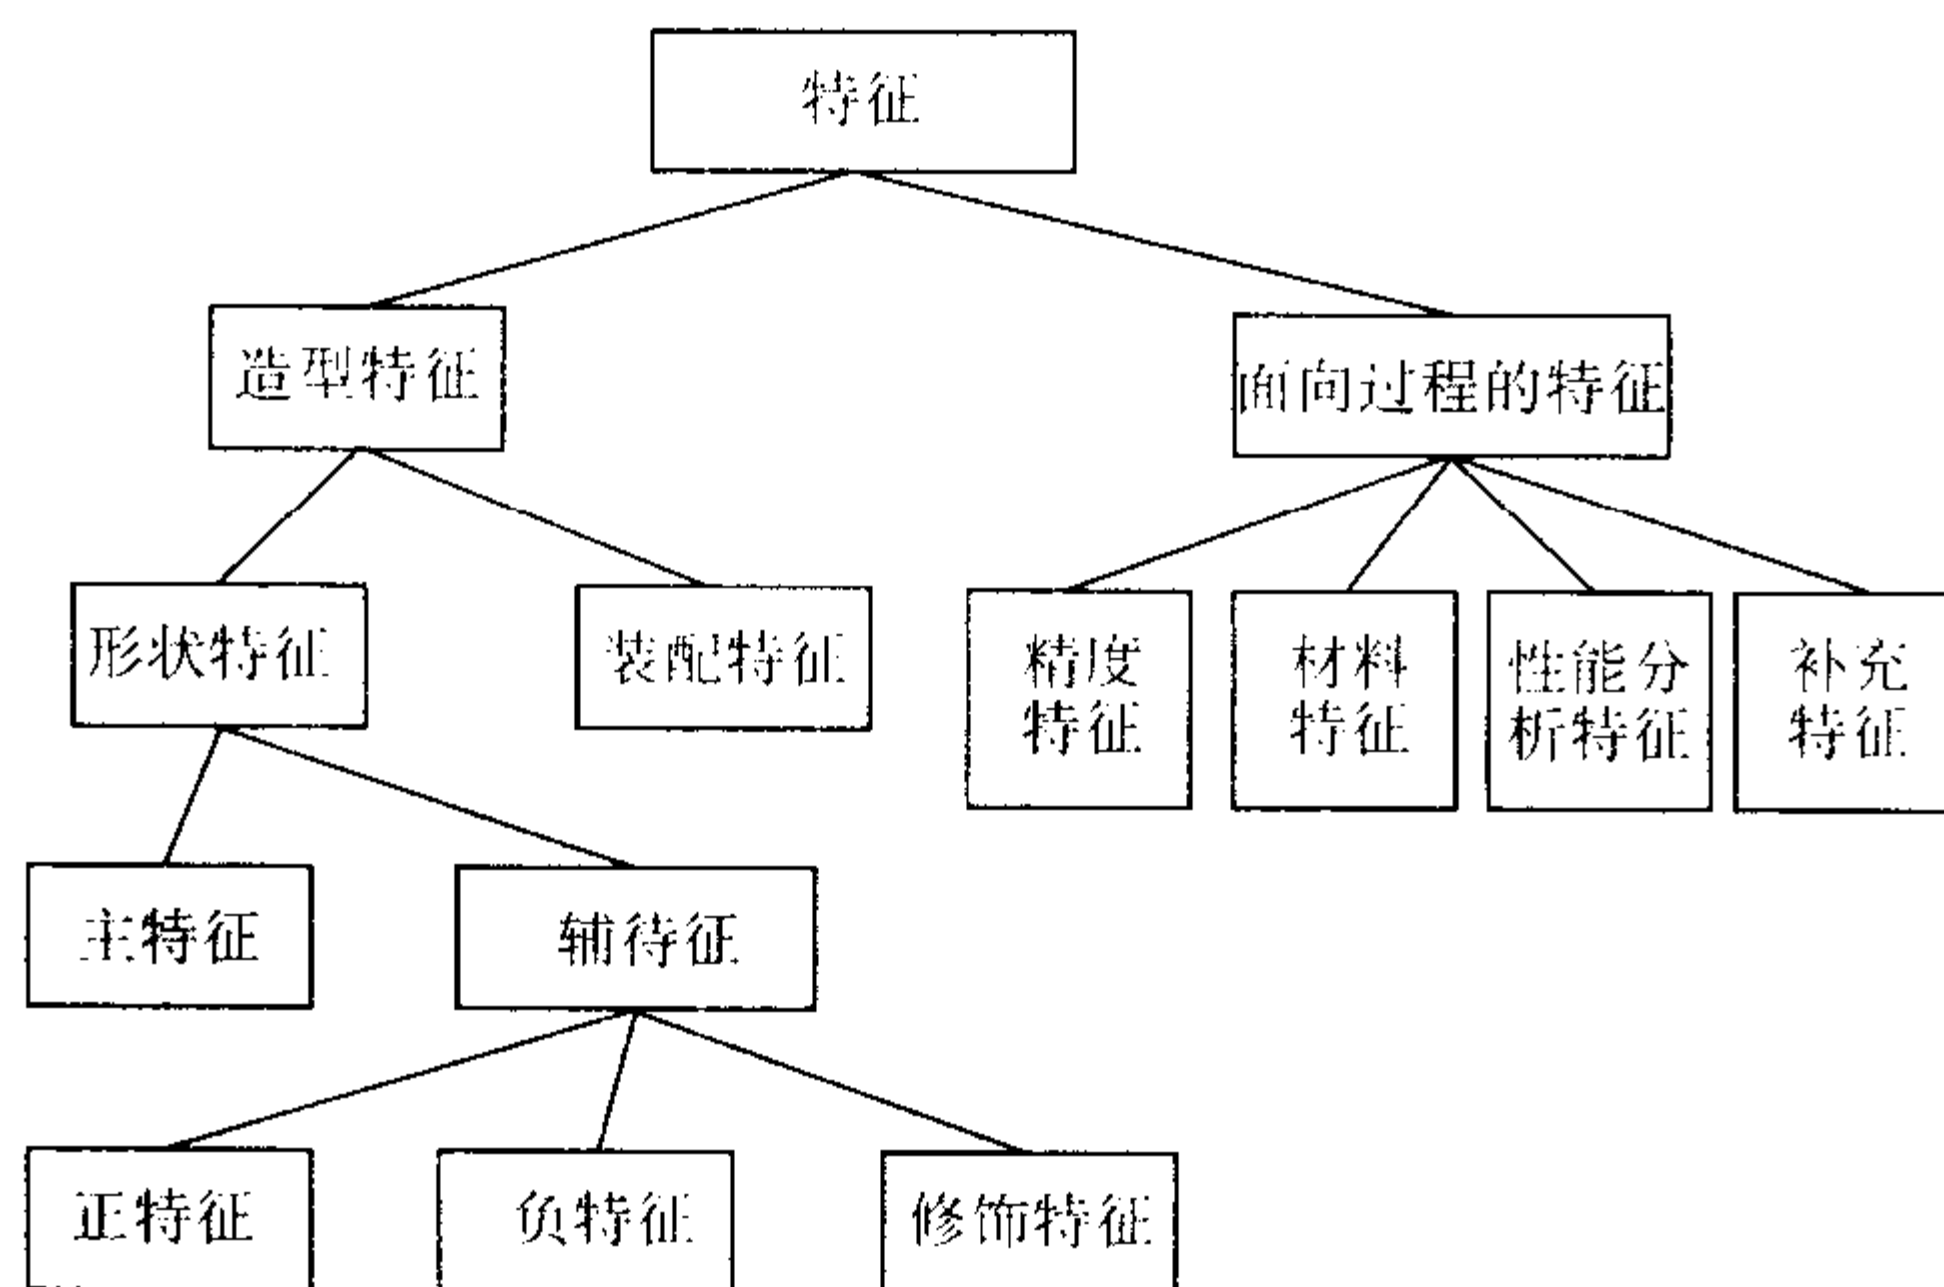 特征
造型特征
面向过程的特征
形状特征
装配特征
精度
特征
材料
特征
性能分
析特征
补充
特征
主特征
辅待征
正特征
负特征
修饰特征